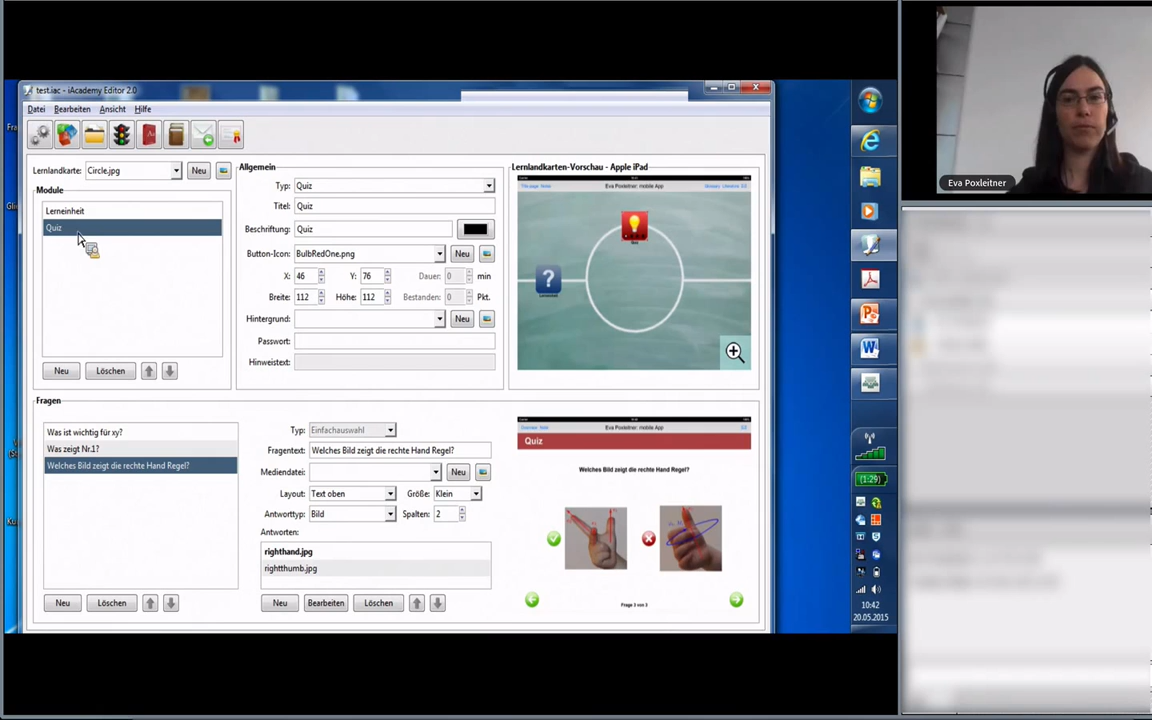 test.iac - iAcademy Editor 2.0
Datei Bearbeiten Ansicht Hilfe
Lernlandkarte: Circle.jpg Neu
Module
Lerneinheit
Quiz
Neu Löschen
Allgemein
Typ: Quiz
Titel: Quiz
Beschriftung: Quiz
Button-Icon: BulbRedOne.png Neu
X: 46 Y: 76 Dauer: 0 min
Breite: 112 Höhe: 112 Bestanden: 0 Pkt.
Hintergrund: Neu
Passwort:
Hinweistext:
Lernlandkarten-Vorschau - Apple iPad
Eva Poxleitner: mobile App
Quiz
Lerneinheit
Fragen
Was ist wichtig für xy?
Was zeigt Nr.1?
Welches Bild zeigt die rechte Hand Regel?
Neu Löschen
Typ: Einfachauswahl
Fragentext: Welches Bild zeigt die rechte Hand Regel?
Mediendatei: Neu
Layout: Text oben Größe: Klein
Antworttyp: Bild Spalten: 2
Antworten:
righthand.jpg
rightthumb.jpg
Neu Bearbeiten Löschen
Eva Poxleitner: mobile App
Quiz
Welches Bild zeigt die rechte Hand Regel?
Frage 3 von 3
Eva Poxleitner
(1:29)
10:42
20.05.2015